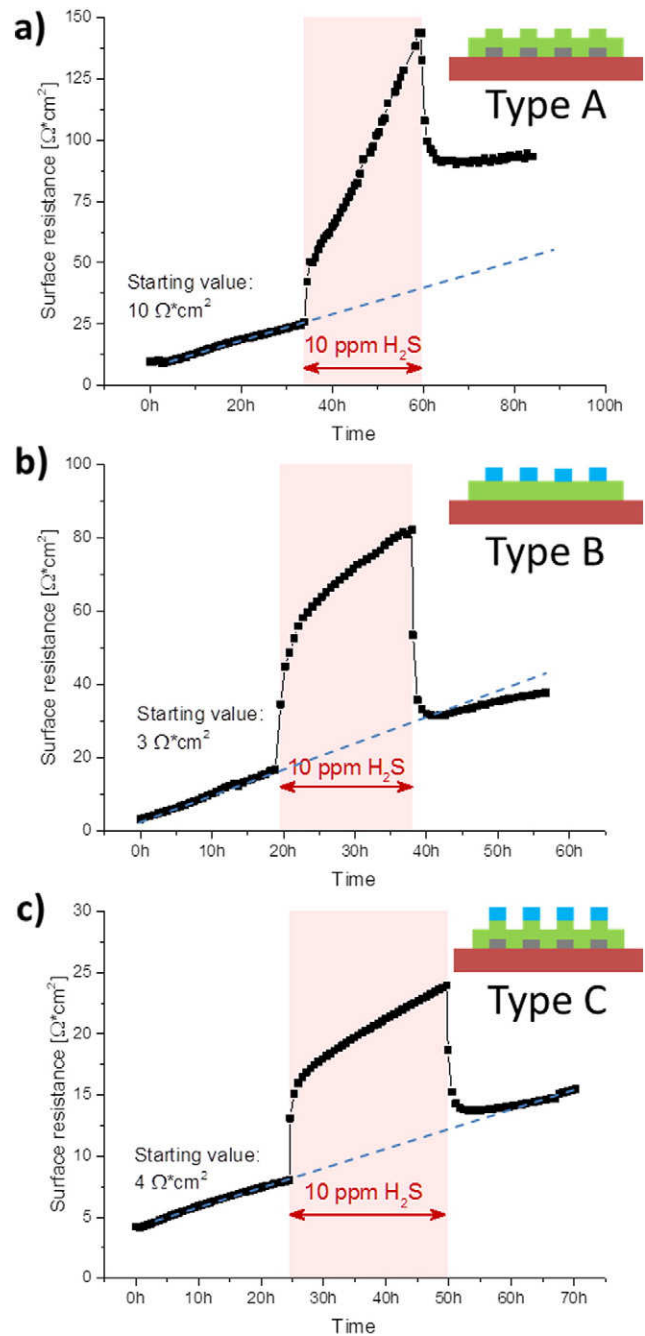 a)
Type A
Surface resistance [Ω*cm²]
150
125
100
75
50
25
0
Starting value:
10 Ω*cm²
10 ppm H₂S
0h 20h 40h 60h 80h 100h
Time
b)
Type B
Surface resistance [Ω*cm²]
100
80
60
40
20
0
Starting value:
3 Ω*cm²
10 ppm H₂S
0h 10h 20h 30h 40h 50h 60h
Time
c)
Type C
Surface resistance [Ω*cm²]
30
25
20
15
10
5
0
Starting value:
4 Ω*cm²
10 ppm H₂S
0h 10h 20h 30h 40h 50h 60h 70h
Time